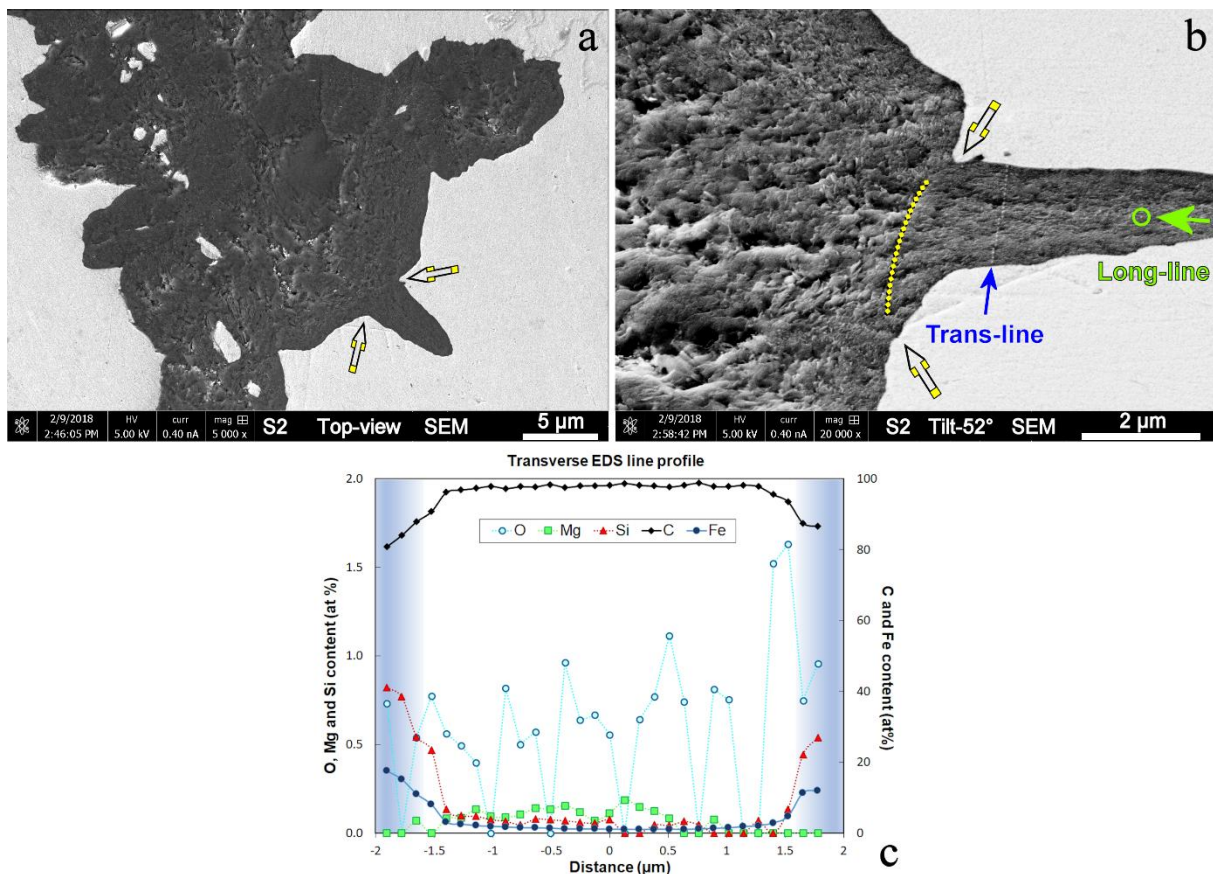 a
2/9/2018 HV curr mag
2:46:05 PM 5.00 kV 0.40 nA 5 000 x S2 Top-view SEM 5 µm
b
Long-line
Trans-line
2/9/2018 HV curr mag
2:58:42 PM 5.00 kV 0.40 nA 20 000 x S2 Tilt-52° SEM 2 µm
Transverse EDS line profile
2.0 100
O Mg Si C Fe
1.5 80
60
1.0
40
0.5
20
0.0 0
O, Mg and Si content (at %)
C and Fe content (at%)
-2 -1.5 -1 -0.5 0 0.5 1 1.5 2
Distance (µm)
c